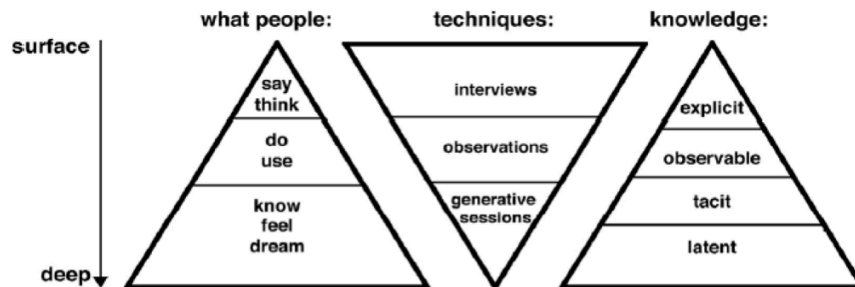 what people:
techniques:
knowledge:
surface
say
think
do
use
know
feel
dream
interviews
observations
generative
sessions
explicit
observable
tacit
latent
deep